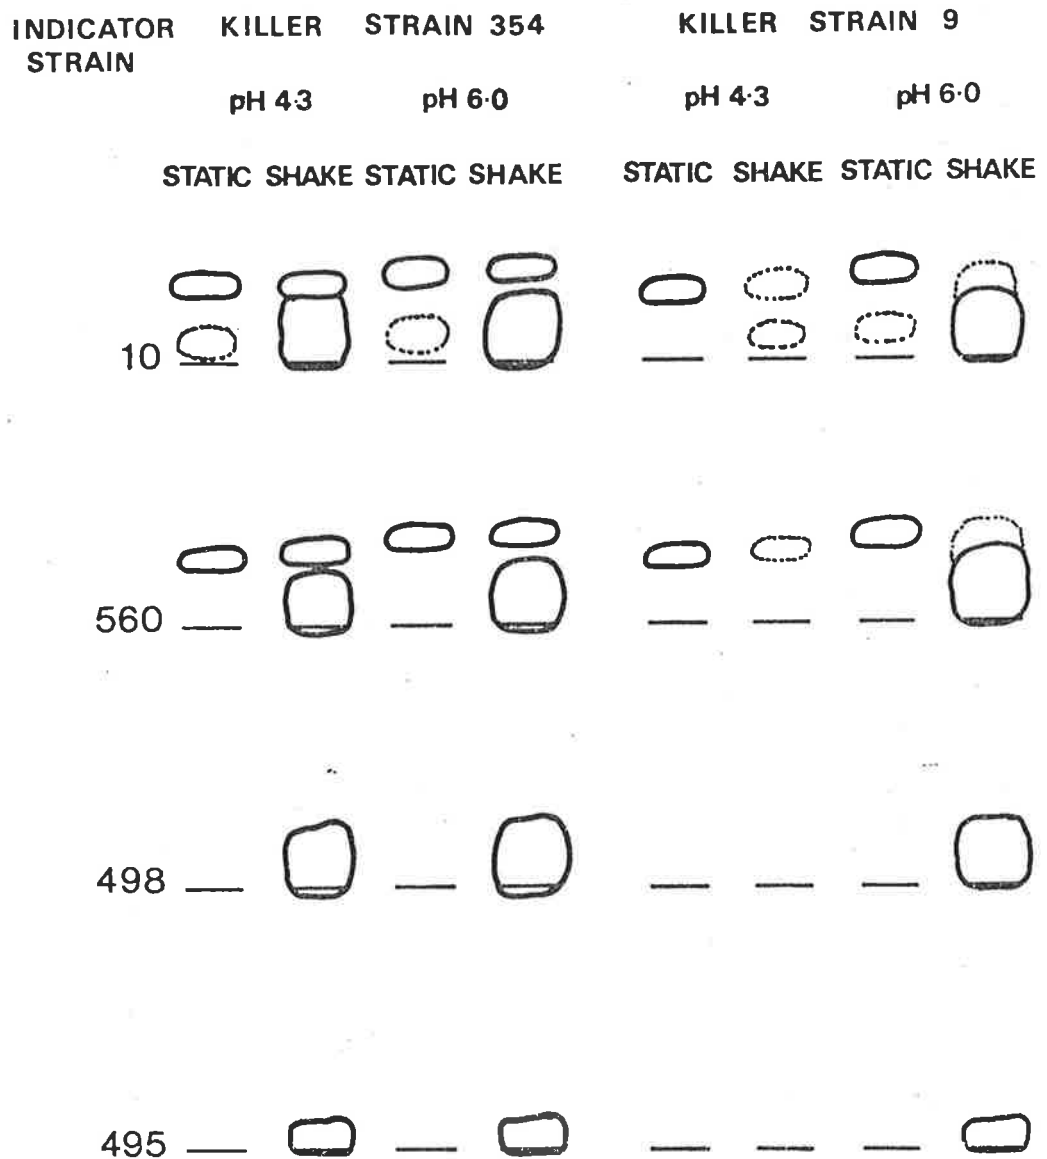 INDICATOR KILLER STRAIN 354 KILLER STRAIN 9
STRAIN
pH 4·3 pH 6·0 pH 4·3 pH 6·0
STATIC SHAKE STATIC SHAKE STATIC SHAKE STATIC SHAKE
10
560
498
495